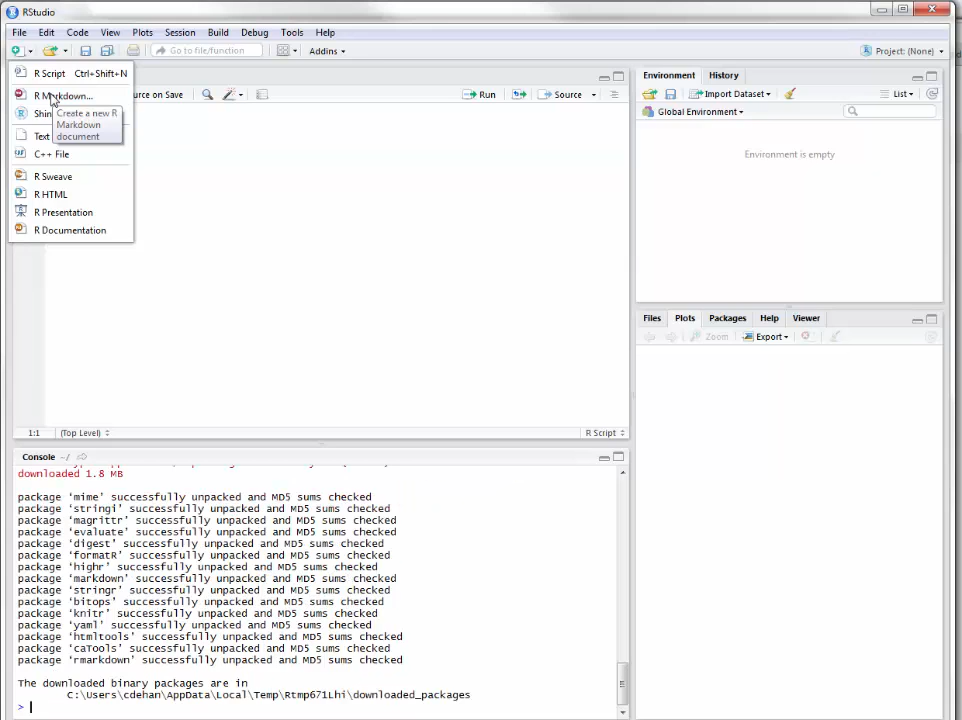 RStudio
File Edit Code View Plots Session Build Debug Tools Help
Go to file/function Addins Project: (None)
R Script Ctrl+Shift+N
R Markdown...
Create a new R
Markdown
document
Shin
Text
C++ File
R Sweave
R HTML
R Presentation
R Documentation
urce on Save Run Source
1:1 (Top Level) R Script
Environment History
Import Dataset List
Global Environment
Environment is empty
Files Plots Packages Help Viewer
Zoom Export
Console ~/
downloaded 1.8 MB
package ‘mime’ successfully unpacked and MD5 sums checked
package ‘stringi’ successfully unpacked and MD5 sums checked
package ‘magrittr’ successfully unpacked and MD5 sums checked
package ‘evaluate’ successfully unpacked and MD5 sums checked
package ‘digest’ successfully unpacked and MD5 sums checked
package ‘formatR’ successfully unpacked and MD5 sums checked
package ‘highr’ successfully unpacked and MD5 sums checked
package ‘markdown’ successfully unpacked and MD5 sums checked
package ‘stringr’ successfully unpacked and MD5 sums checked
package ‘bitops’ successfully unpacked and MD5 sums checked
package ‘knitr’ successfully unpacked and MD5 sums checked
package ‘yaml’ successfully unpacked and MD5 sums checked
package ‘htmltools’ successfully unpacked and MD5 sums checked
package ‘caTools’ successfully unpacked and MD5 sums checked
package ‘rmarkdown’ successfully unpacked and MD5 sums checked
The downloaded binary packages are in
C:\Users\cdehan\AppData\Local\Temp\Rtmp671Lhi\downloaded_packages
>